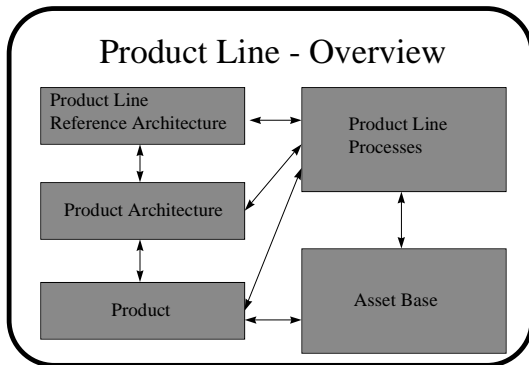 Product Line - Overview
Product Line
Reference Architecture
Product Line
Processes
Product Architecture
Product
Asset Base